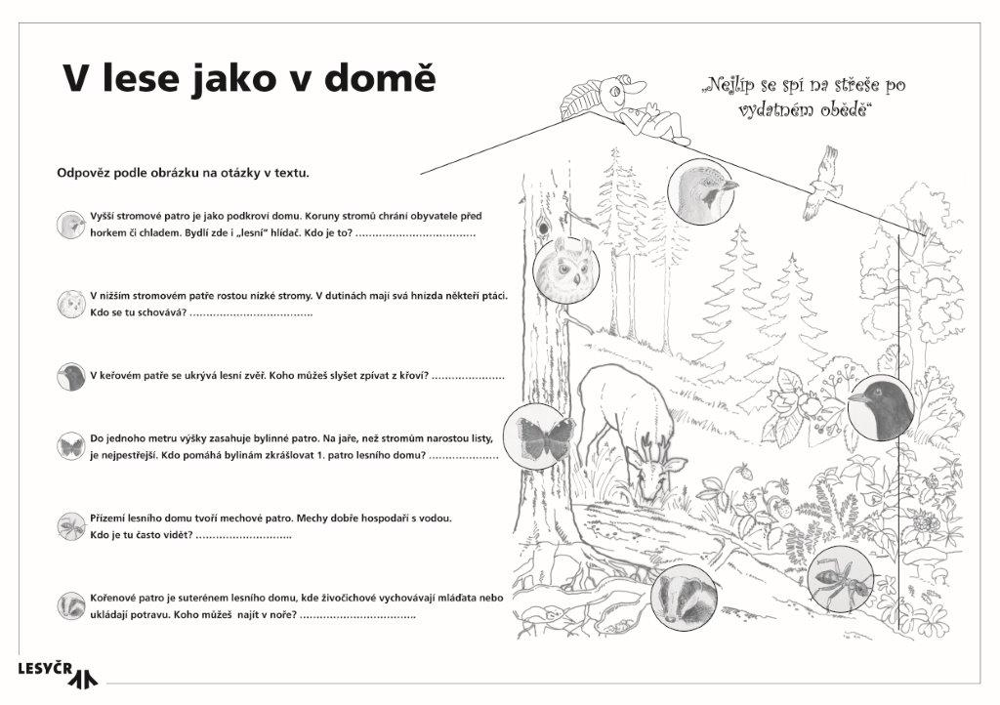 V lese jako v domě
„Nejlíp se spí na střeše po
vydatném obědě“
Odpověz podle obrázku na otázky v textu.
Vyšší stromové patro je jako podkroví domu. Koruny stromů chrání obyvatele před
horkem či chladem. Bydlí zde i „lesní“ hlídač. Kdo je to? ......................................
V nižším stromovém patře rostou nízké stromy. V dutinách mají svá hnízda někteří ptáci.
Kdo se tu schovává? ......................................
V keřovém patře se ukrývá lesní zvěř. Koho můžeš slyšet zpívat z křoví? .......................
Do jednoho metru výšky zasahuje bylinné patro. Na jaře, než stromům narostou listy,
je nejpestřejší. Kdo pomáhá bylinám zkrášlovat 1. patro lesního domu? ......................
Přízemí lesního domu tvoří mechové patro. Mechy dobře hospodaří s vodou.
Kdo je tu často vidět? ..............................
Kořenové patro je suterénem lesního domu, kde živočichové vychovávají mláďata nebo
ukládají potravu. Koho můžeš najít v noře? ....................................
LESYČR